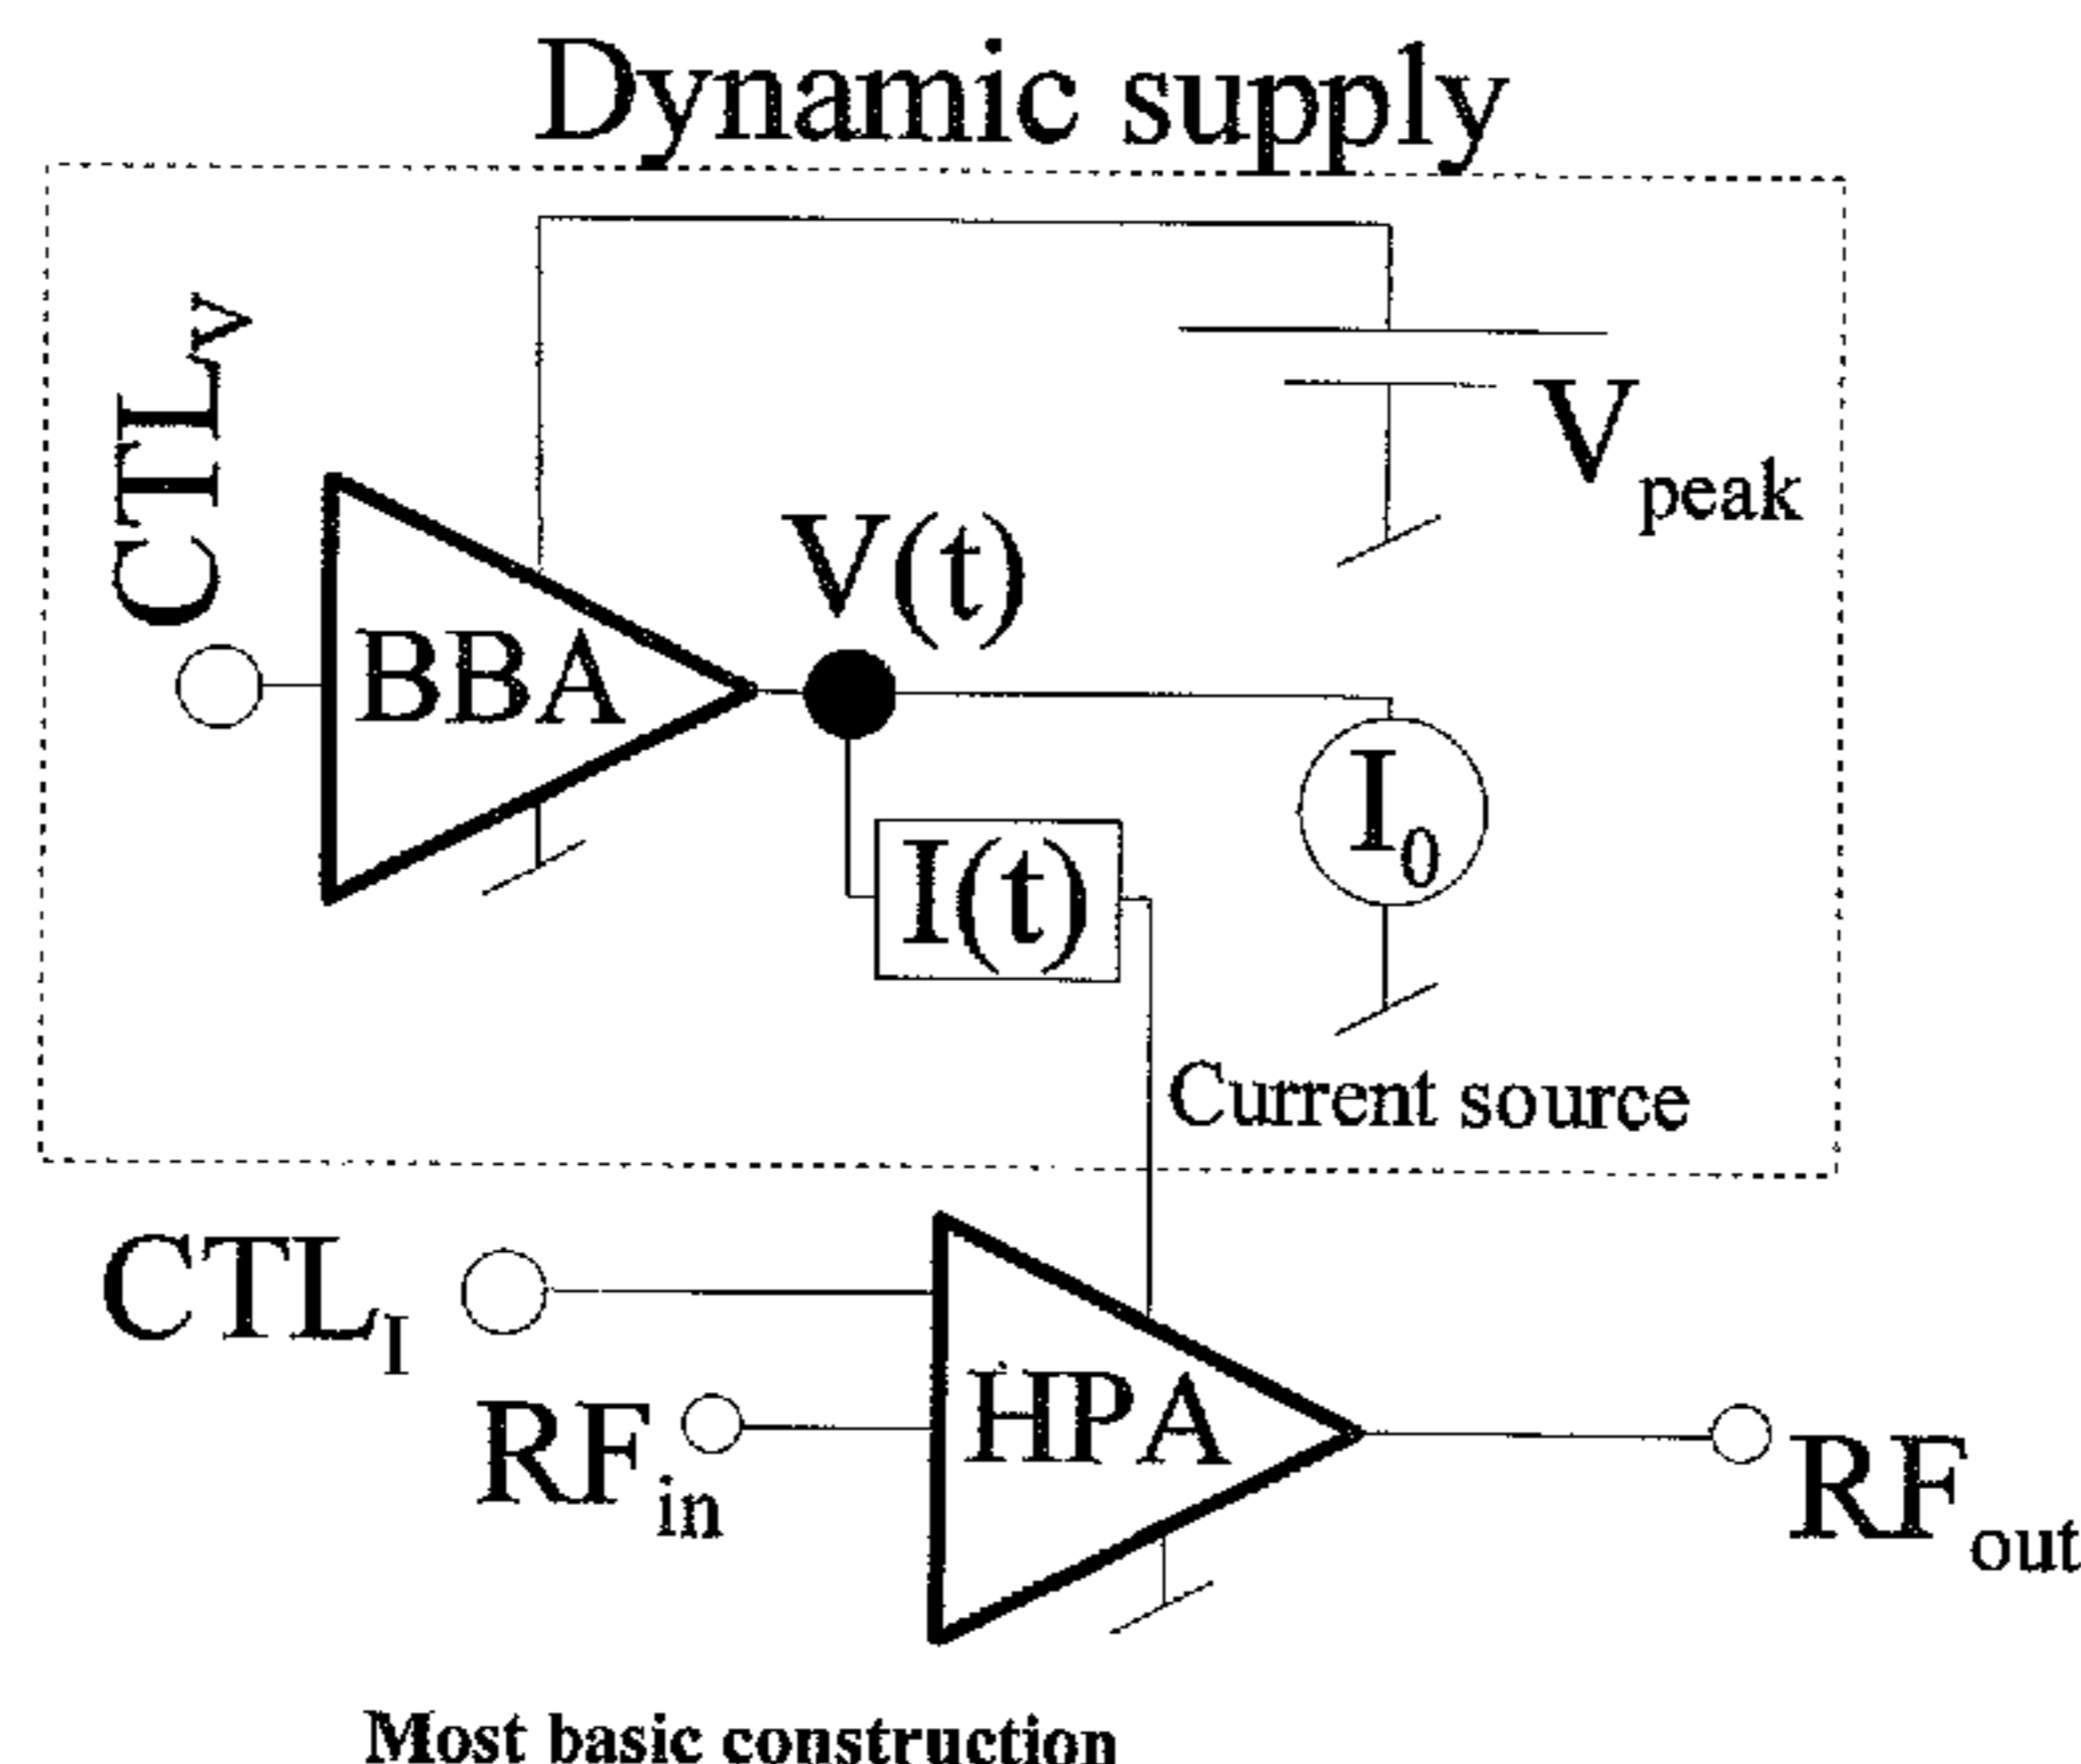 Dynamic supply
CTLV
Vpeak
V(t)
BBA
I0
I(t)
Current source
CTLI
HPA
RFin
RFout
Most basic construction